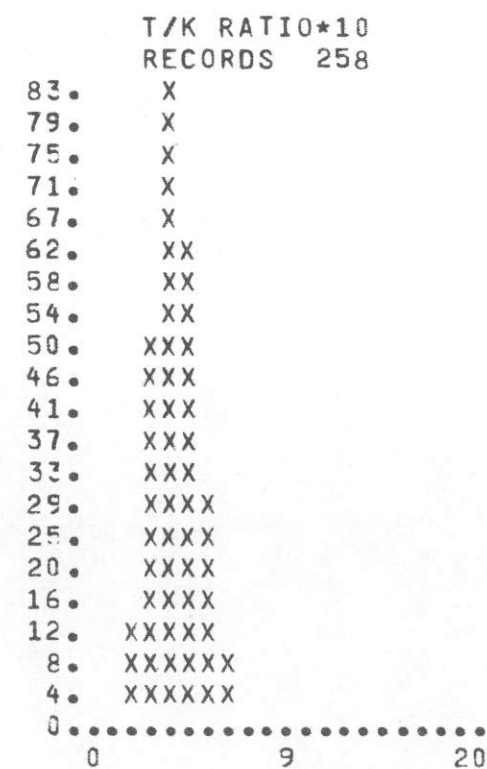 T/K RATIO*10
RECORDS 258
83. X
79. X
75. X
71. X
67. X
62. XX
58. XX
54. XX
50. XXX
46. XXX
41. XXX
37. XXX
33. XXX
29. XXXX
25. XXXX
20. XXXX
16. XXXX
12. XXXXX
8. XXXXXX
4. XXXXXX
0.......................
0 9 20